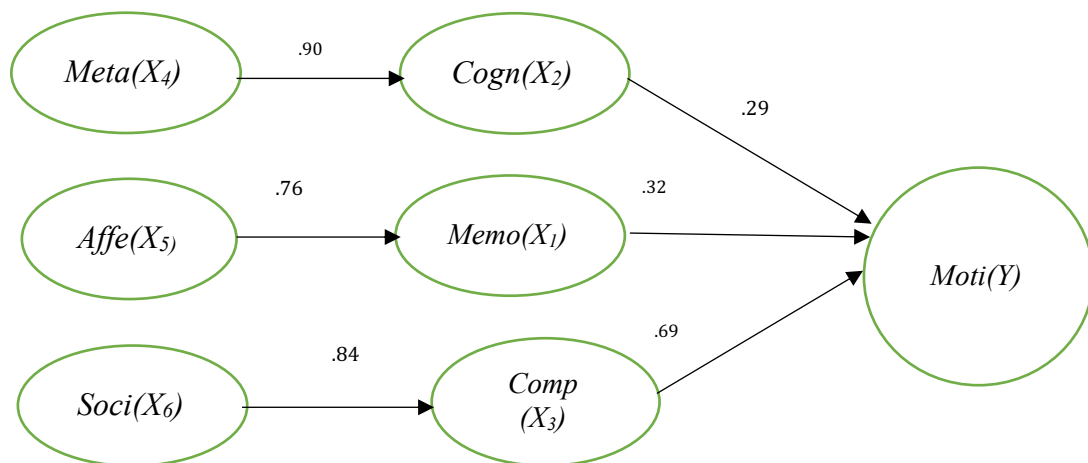 Meta(X₄)
.90
Cogn(X₂)
.29
Affe(X₅)
.76
Memo(X₁)
.32
Moti(Y)
Soci(X₆)
.84
Comp
(X₃)
.69